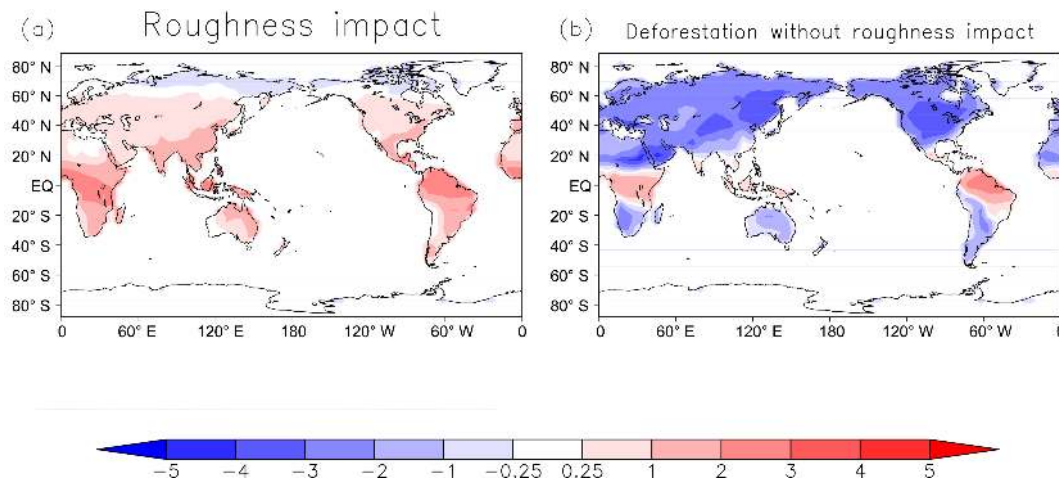 (a) Roughness impact
(b) Deforestation without roughness impact
80° N
60° N
40° N
20° N
EQ
20° S
40° S
60° S
80° S
0 60° E 120° E 180 120° W 60° W 0
80° N
60° N
40° N
20° N
EQ
20° S
40° S
60° S
80° S
0 60° E 120° E 180 120° W 60° W
−5 −4 −3 −2 −1 −0.25 0.25 1 2 3 4 5